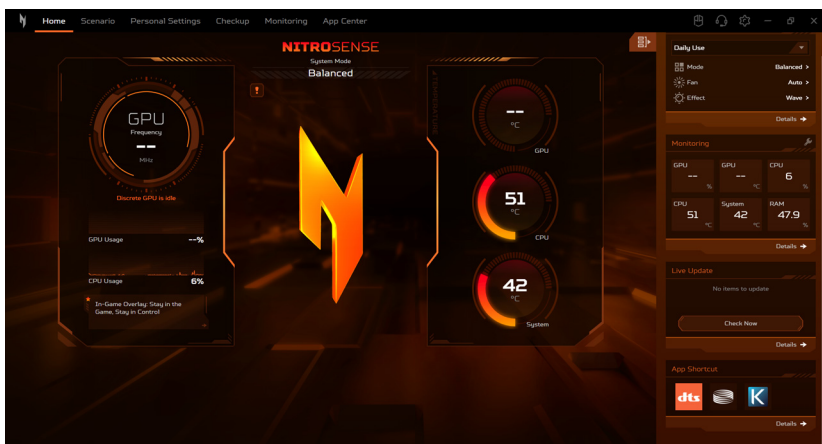 Home Scenario Personal Settings Checkup Monitoring App Center
NITROSENSE
System Mode
Balanced
GPU
Frequency
--
MHz
Discrete GPU is idle
GPU Usage --%
CPU Usage 6%
In-Game Overlay: Stay in the
Game, Stay in Control
TEMPERATURE
--
°C
GPU
51
°C
CPU
42
°C
System
Daily Use
Mode Balanced >
Fan Auto >
Effect Wave >
Details →
Monitoring
GPU GPU CPU
-- -- 6
% °C %
CPU System RAM
51 42 47.9
°C °C %
Details →
Live Update
No items to update
Check Now
Details →
App Shortcut
dts
K
Details →